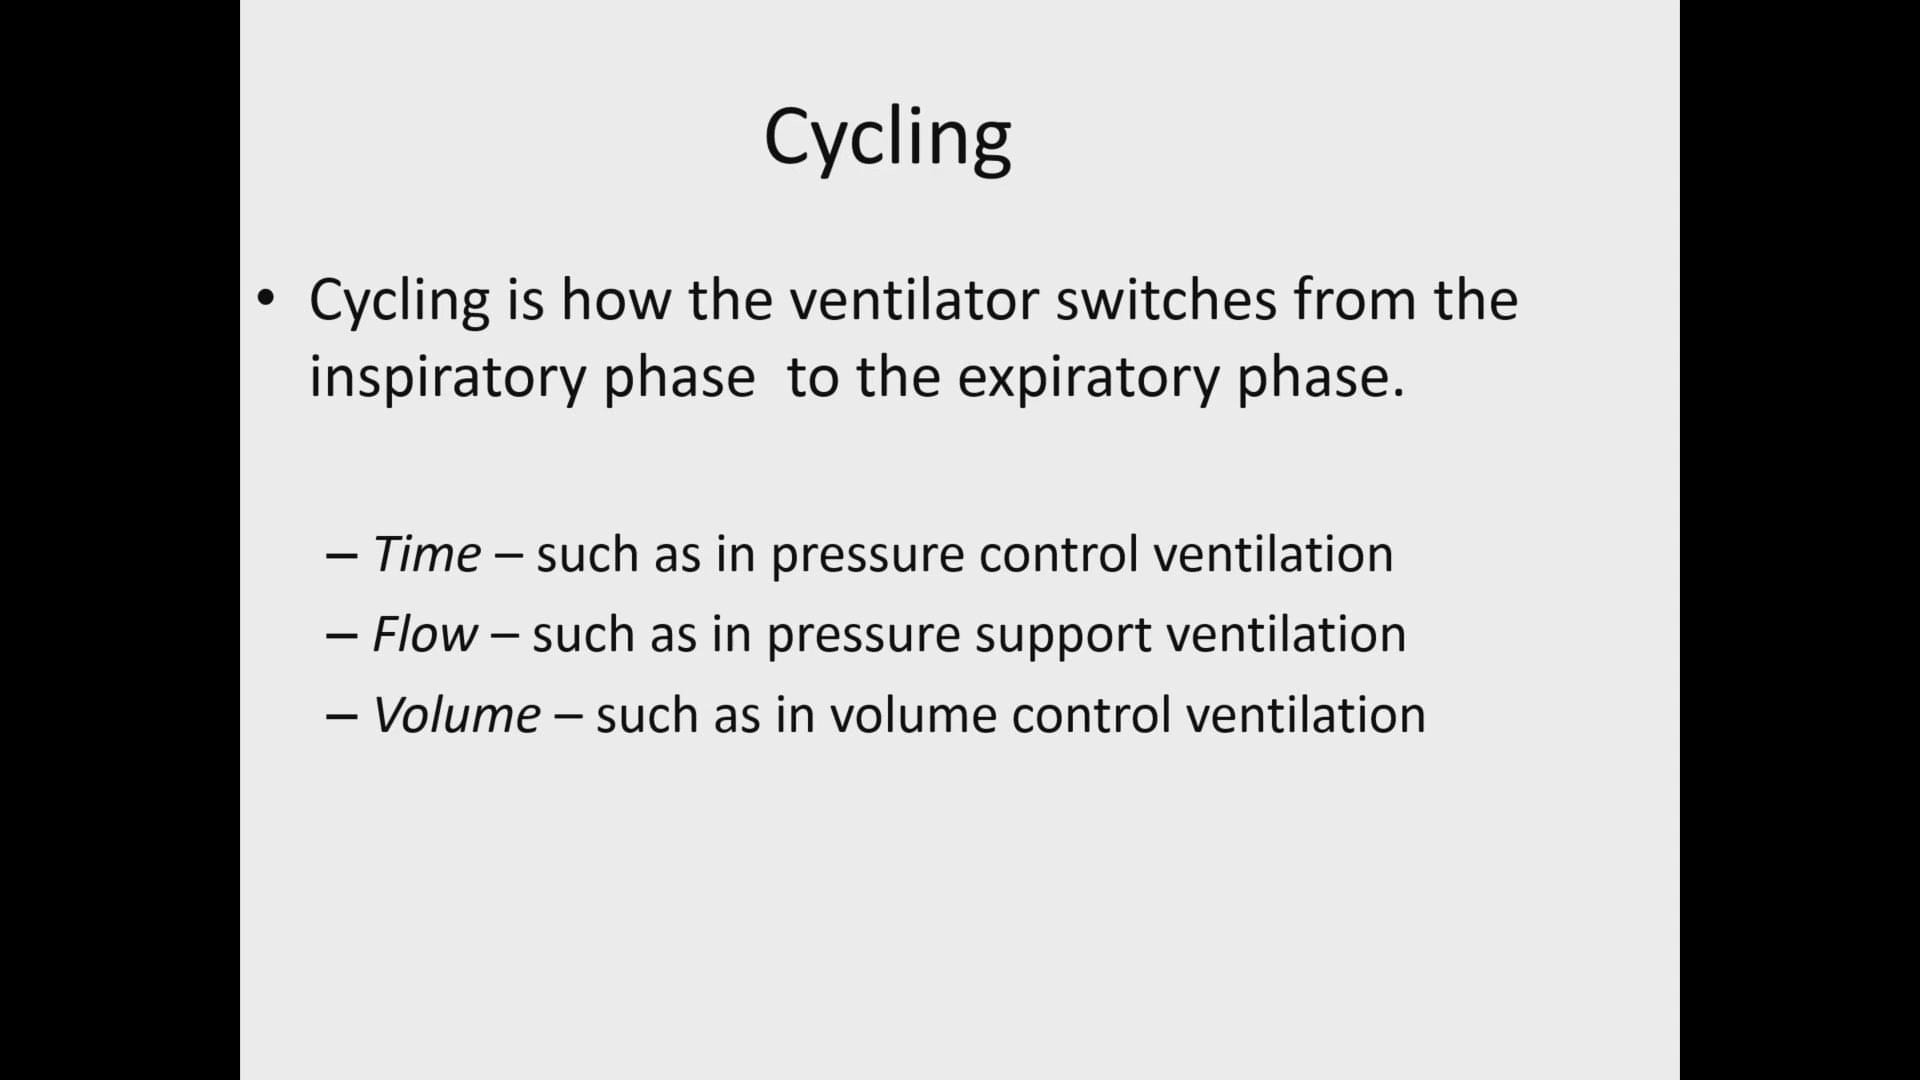 Cycling
• Cycling is how the ventilator switches from the
inspiratory phase  to the expiratory phase.
– Time – such as in pressure control ventilation
– Flow – such as in pressure support ventilation
– Volume – such as in volume control ventilation